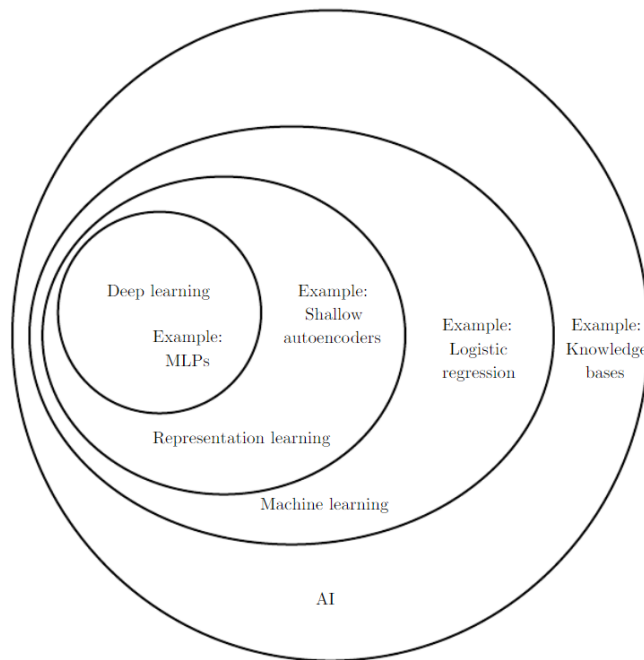 Deep learning
Example:
MLPs
Example:
Shallow
autoencoders
Example:
Logistic
regression
Example:
Knowledge
bases
Representation learning
Machine learning
AI